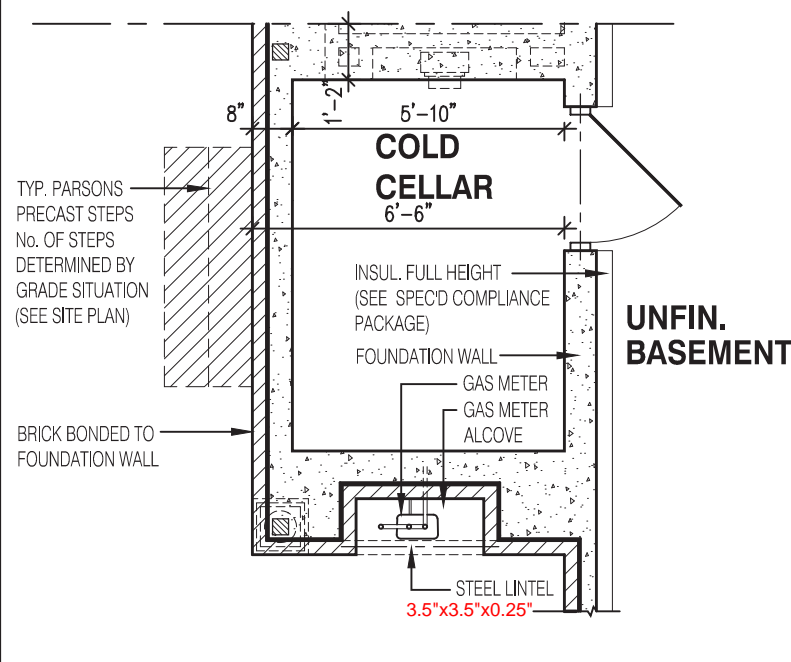 1'-2"
8"
5'-10"
COLD
CELLAR
6'-6"
TYP. PARSONS
PRECAST STEPS
No. OF STEPS
DETERMINED BY
GRADE SITUATION
(SEE SITE PLAN)
INSUL. FULL HEIGHT
(SEE SPEC'D COMPLIANCE
PACKAGE)
UNFIN.
BASEMENT
FOUNDATION WALL
GAS METER
GAS METER
ALCOVE
BRICK BONDED TO
FOUNDATION WALL
STEEL LINTEL
3.5"x3.5"x0.25"